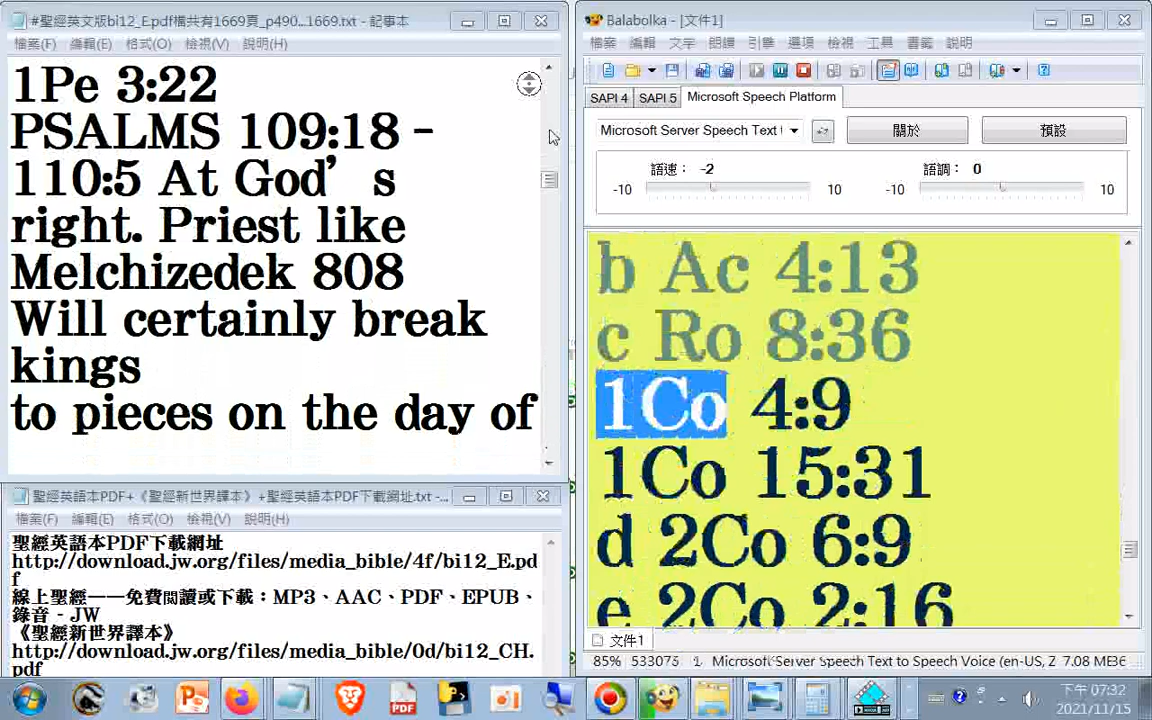 #聖經英文版bi12_E.pdf檔共有1669頁_p490...1669.txt - 記事本
檔案(F) 編輯(E) 格式(O) 檢視(V) 說明(H)
1Pe 3:22
PSALMS 109:18 -
110:5 At God’s
right. Priest like
Melchizedek 808
Will certainly break
kings
to pieces on the day of
聖經英語本PDF+《聖經新世界譯本》+聖經英語本PDF下載網址.txt -...
檔案(F) 編輯(E) 格式(O) 檢視(V) 說明(H)
聖經英語本PDF下載網址
http://download.jw.org/files/media_bible/4f/bi12_E.pd
f
線上聖經——免費閱讀或下載：MP3、AAC、PDF、EPUB、
錄音 - JW
《聖經新世界譯本》
http://download.jw.org/files/media_bible/0d/bi12_CH.
pdf
Balabolka - [文件1]
檔案 編輯 文字 朗讀 引擎 選項 檢視 工具 書籤 說明
SAPI 4 SAPI 5 Microsoft Speech Platform
Microsoft Server Speech Text 關於 預設
語速： -2 語調： 0
-10 10 -10 10
b Ac 4:13
c Ro 8:36
1Co 4:9
1Co 15:31
d 2Co 6:9
e 2Co 2:16
文件1
85% 533075 Microsoft Server Speech Text to Speech Voice (en-US, Z 7.08 MB
下午 07:32
2021/11/15